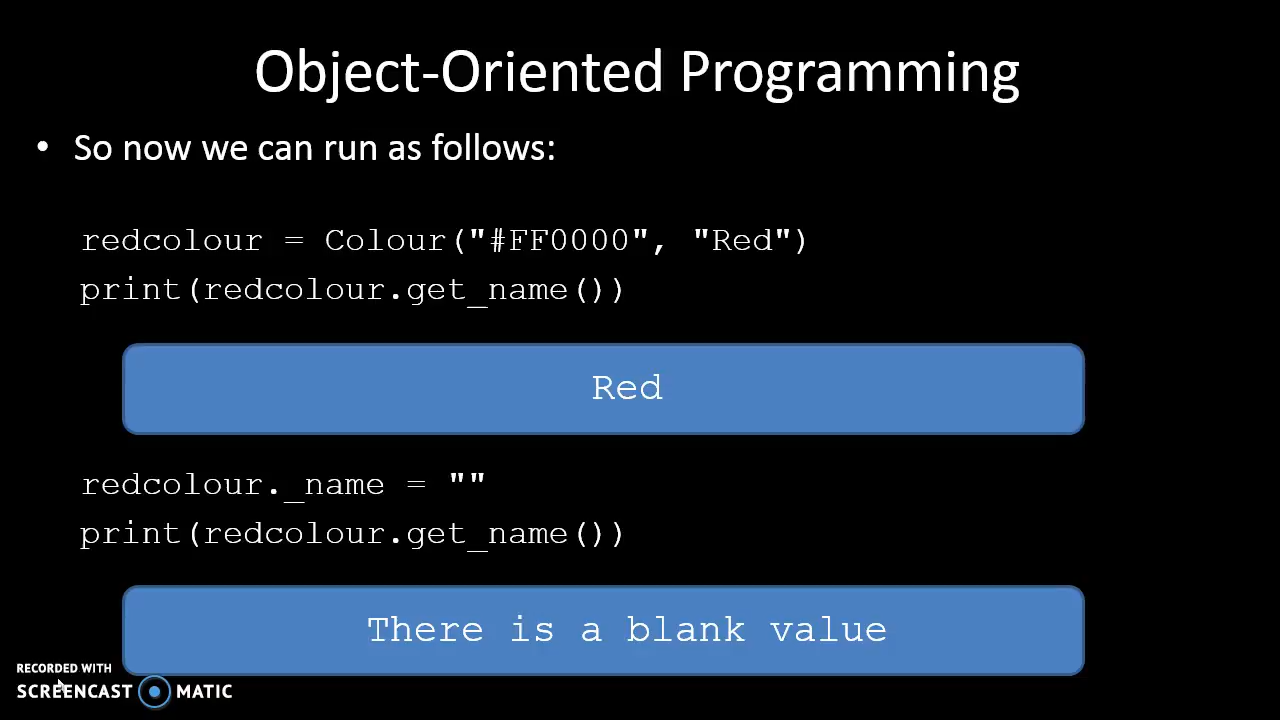 Object-Oriented Programming
• So now we can run as follows:
redcolour = Colour("#FF0000", "Red")
print(redcolour.get_name())
Red
redcolour._name = ""
print(redcolour.get_name())
There is a blank value
RECORDED WITH
SCREENCAST MATIC